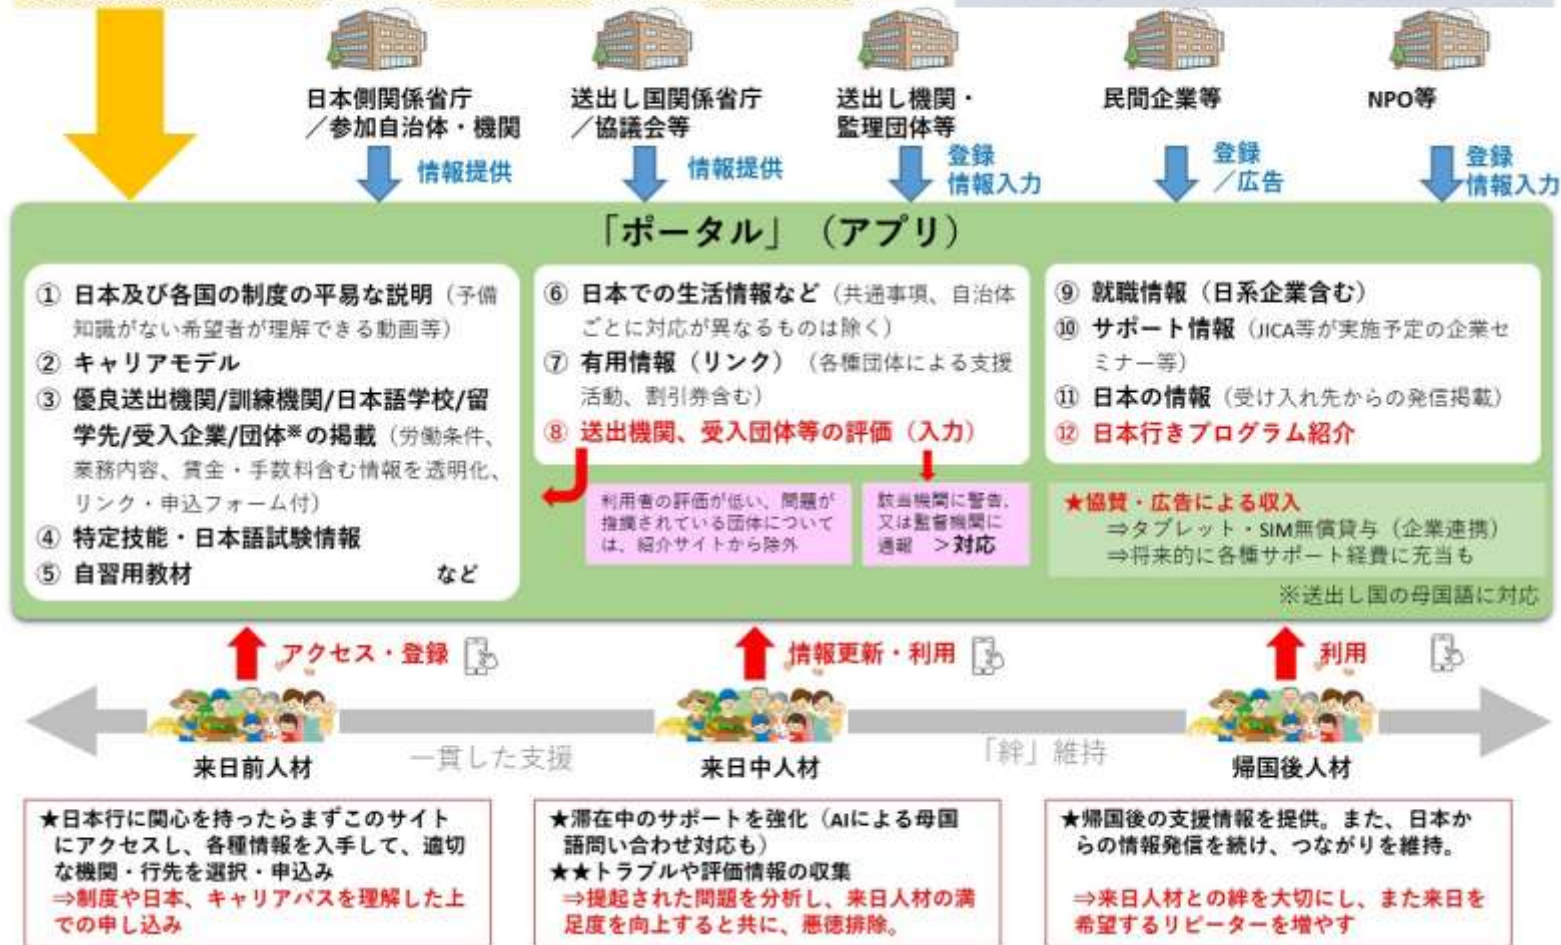 日本側関係省庁
／参加自治体・機関
送出し国関係省庁
／協議会等
送出し機関・
監理団体等
民間企業等
NPO等
情報提供
情報提供
登録
情報入力
登録
／広告
登録
情報入力
「ポータル」（アプリ）
① 日本及び各国の制度の平易な説明（予備
知識がない希望者が理解できる動画等）
② キャリアモデル
③ 優良送出機関/訓練機関/日本語学校/留
学先/受入企業/団体※の掲載（労働条件、
業務内容、賃金・手数料含む情報を透明化、
リンク・申込フォーム付）
④ 特定技能・日本語試験情報
⑤ 自習用教材 など
⑥ 日本での生活情報など（共通事項、自治体
ごとに対応が異なるものは除く）
⑦ 有用情報（リンク）（各種団体による支援
活動、割引券含む）
⑧ 送出機関、受入団体等の評価（入力）
利用者の評価が低い、問題が
指摘されている団体について
は、紹介サイトから除外
該当機関に警告、
又は監督機関に
通報 ＞対応
⑨ 就職情報（日系企業含む）
⑩ サポート情報（JICA等が実施予定の企業セ
ミナー等）
⑪ 日本の情報（受け入れ先からの発信掲載）
⑫ 日本行きプログラム紹介
★協賛・広告による収入
⇒タブレット・SIM無償貸与（企業連携）
⇒将来的に各種サポート経費に充当も
※送出し国の母国語に対応
アクセス・登録
情報更新・利用
利用
来日前人材
一貫した支援
来日中人材
「絆」維持
帰国後人材
★日本行に関心を持ったらまずこのサイト
にアクセスし、各種情報を入手して、適切
な機関・行先を選択・申込み
⇒制度や日本、キャリアパスを理解した上
での申し込み
★滞在中のサポートを強化（AIによる母国
語問い合わせ対応も）
★★トラブルや評価情報の収集
⇒提起された問題を分析し、来日人材の満
足度を向上すると共に、悪徳排除。
★帰国後の支援情報を提供。また、日本か
らの情報発信を続け、つながりを維持。
⇒来日人材との絆を大切にし、また来日を
希望するリピーターを増やす